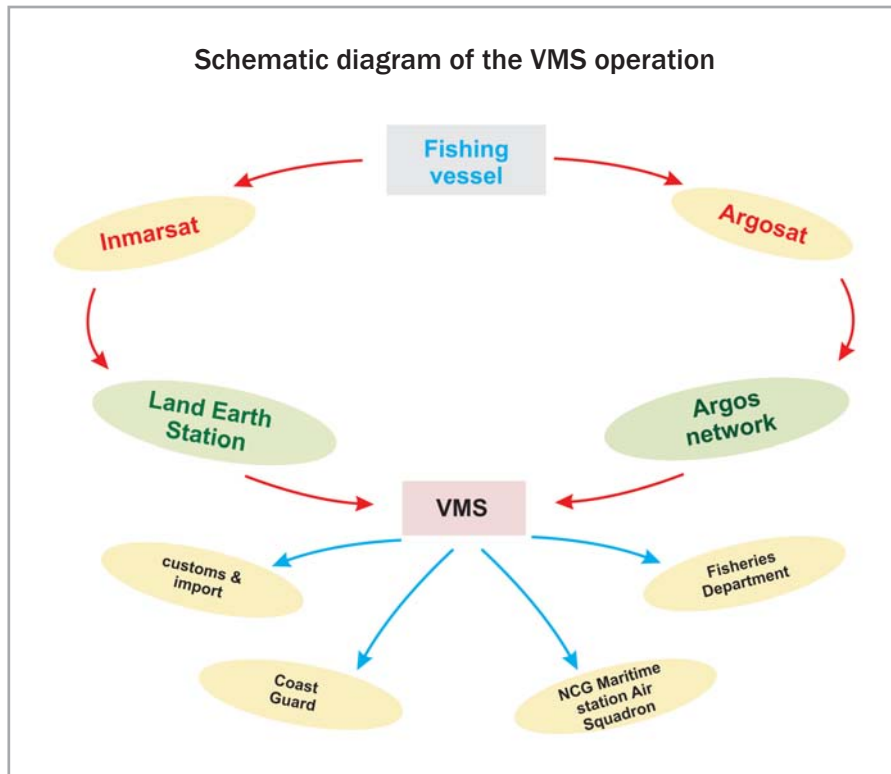 Schematic diagram of the VMS operation
Fishing
vessel
Inmarsat
Argosat
Land Earth
Station
Argos
network
VMS
customs &
import
Fisheries
Department
Coast
Guard
NCG Maritime
station Air
Squadron